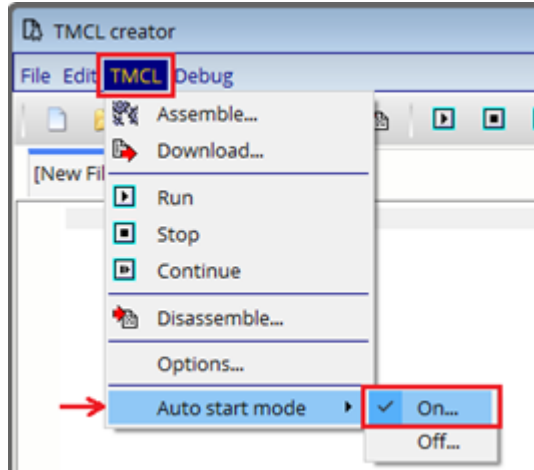 TMCL creator
File Edit TMCL Debug
Assemble...
Download...
[New Fil
Run
Stop
Continue
Disassemble...
Options...
Auto start mode
On...
Off...